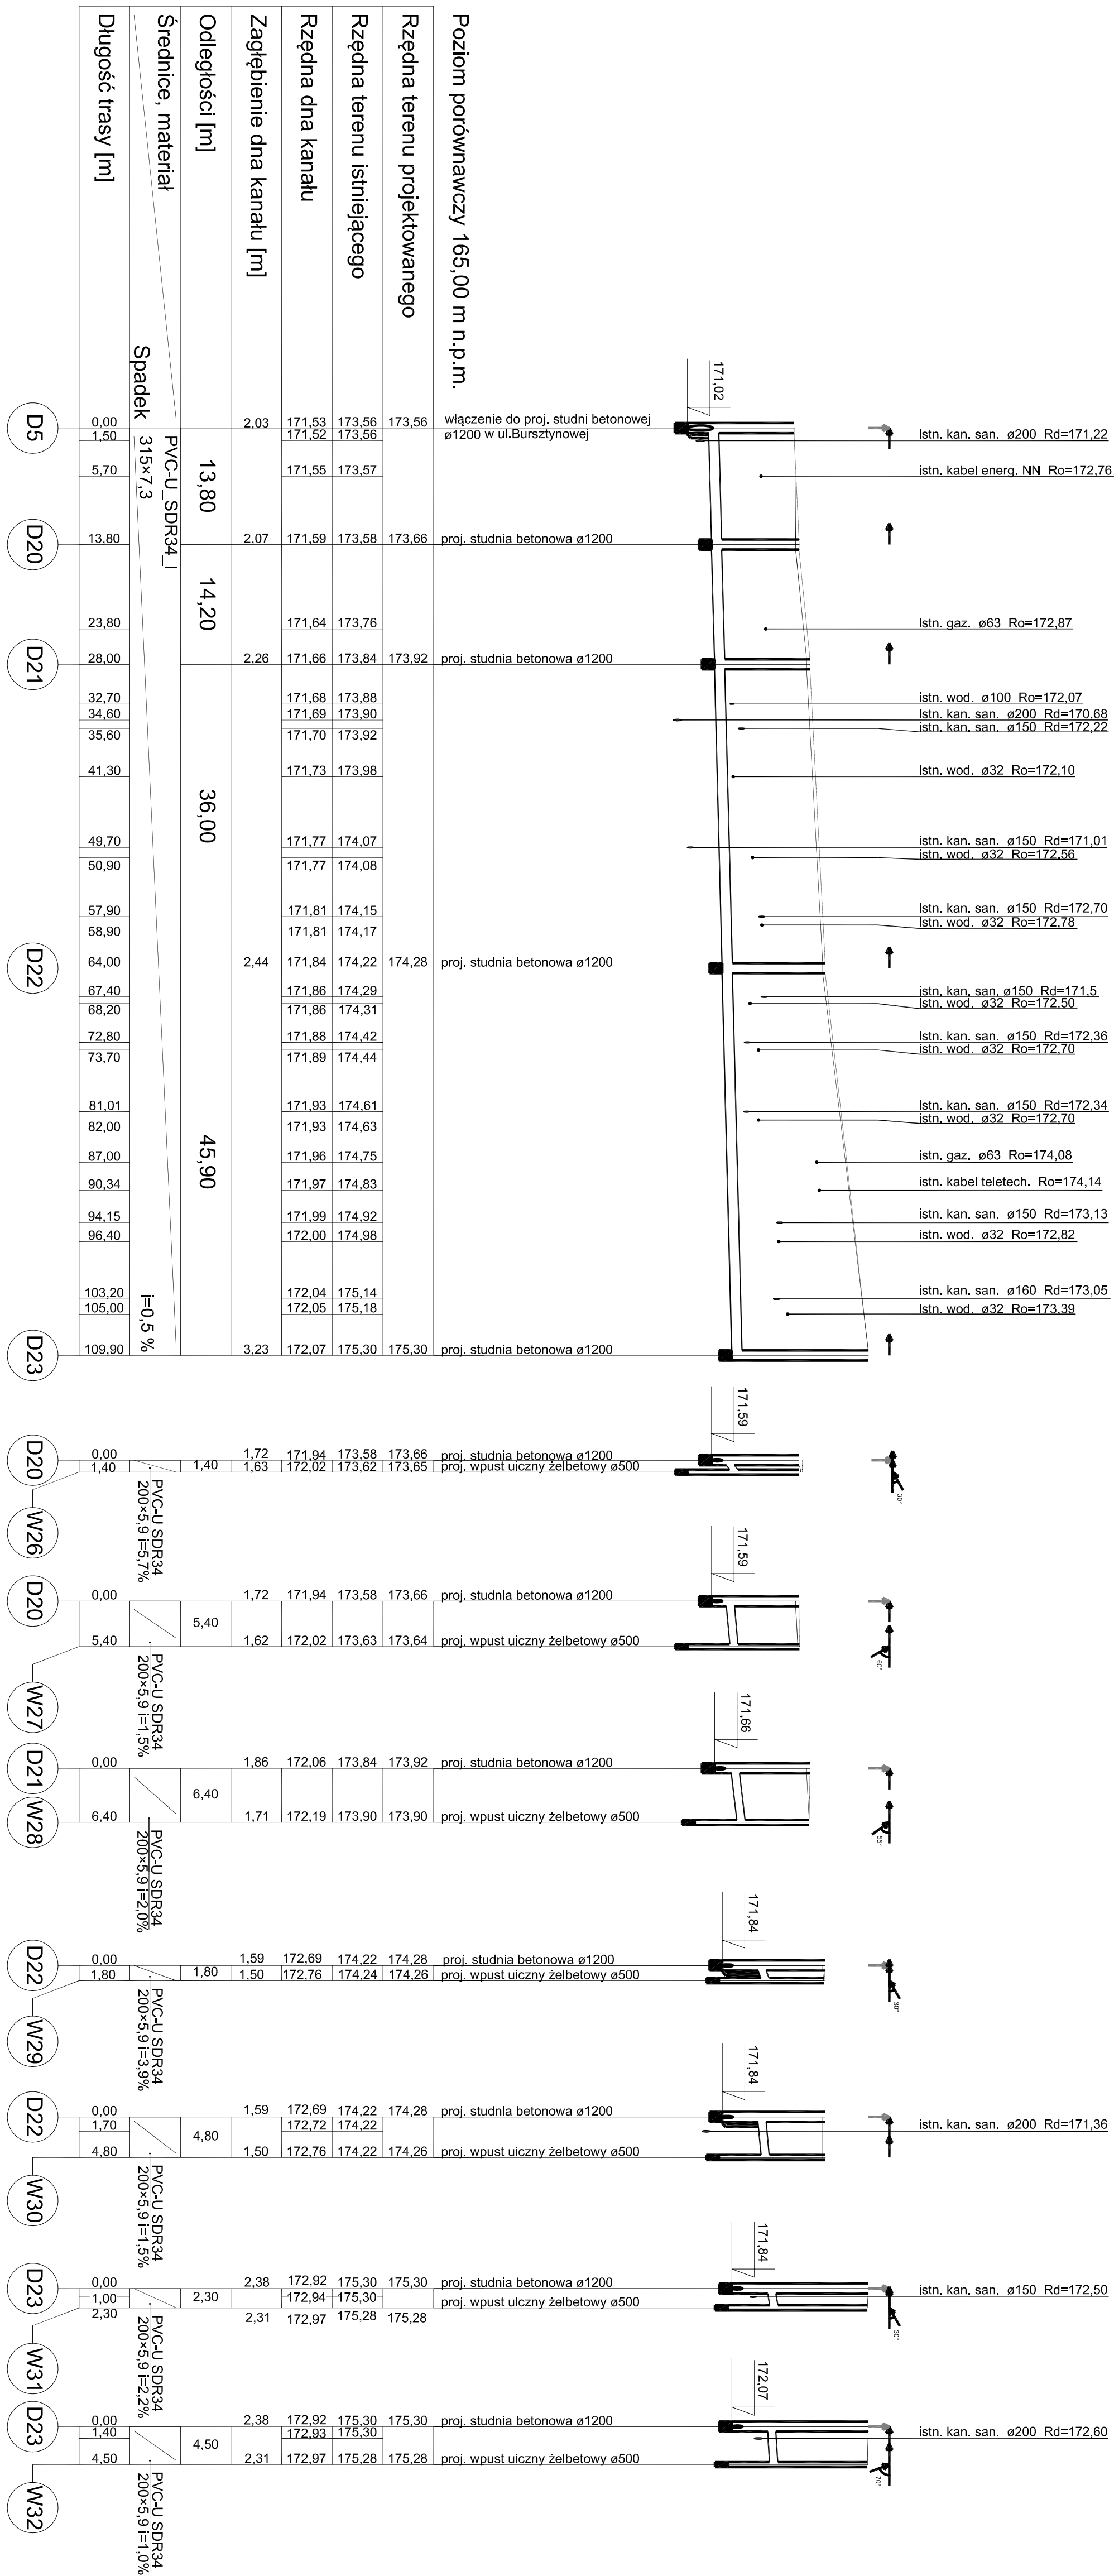 Poziom porównawczy 165,00 m n.p.m.
Rzędna terenu projektowanego
Rzędna terenu istniejącego
Rzędna dna kanału
Zagłębienie dna kanału [m]
Odległości [m]
Średnice, materiał
Spadek
Długość trasy [m]
171,02
włączenie do proj. studni betonowej
ø1200 w ul.Bursztynowej
D5
0,00 2,03 171,53 173,56 173,56
1,50 171,52 173,56 istn. kan. san. ø200 Rd=171,22
PVC-U_SDR34_I
315×7,3
5,70 171,55 173,57 istn. kabel energ. NN Ro=172,76
13,80
D20
13,80 2,07 171,59 173,58 173,66 proj. studnia betonowa ø1200
14,20
23,80 171,64 173,76 istn. gaz. ø63 Ro=172,87
D21
28,00 2,26 171,66 173,84 173,92 proj. studnia betonowa ø1200
32,70 171,68 173,88 istn. wod. ø100 Ro=172,07
34,60 171,69 173,90 istn. kan. san. ø200 Rd=170,68
35,60 171,70 173,92 istn. kan. san. ø150 Rd=172,22
41,30 171,73 173,98 istn. wod. ø32 Ro=172,10
36,00
49,70 171,77 174,07 istn. kan. san. ø150 Rd=171,01
50,90 171,77 174,08 istn. wod. ø32 Ro=172,56
57,90 171,81 174,15 istn. kan. san. ø150 Rd=172,70
58,90 171,81 174,17 istn. wod. ø32 Ro=172,78
D22
64,00 2,44 171,84 174,22 174,28 proj. studnia betonowa ø1200
67,40 171,86 174,29 istn. kan. san. ø150 Rd=171,5
68,20 171,86 174,31 istn. wod. ø32 Ro=172,50
72,80 171,88 174,42 istn. kan. san. ø150 Rd=172,36
73,70 171,89 174,44 istn. wod. ø32 Ro=172,70
81,01 171,93 174,61 istn. kan. san. ø150 Rd=172,34
82,00 171,93 174,63 istn. wod. ø32 Ro=172,70
45,90
87,00 171,96 174,75 istn. gaz. ø63 Ro=174,08
90,34 171,97 174,83 istn. kabel teletech. Ro=174,14
94,15 171,99 174,92 istn. kan. san. ø150 Rd=173,13
96,40 172,00 174,98 istn. wod. ø32 Ro=172,82
103,20 172,04 175,14 istn. kan. san. ø160 Rd=173,05
105,00 172,05 175,18 istn. wod. ø32 Ro=173,39
i=0,5 %
D23
109,90 3,23 172,07 175,30 175,30 proj. studnia betonowa ø1200
171,59
D20
0,00 1,72 171,94 173,58 173,66 proj. studnia betonowa ø1200
1,40
1,40 1,63 172,02 173,62 173,65 proj. wpust uiczny żelbetowy ø500
30°
W26
PVC-U SDR34
200×5,9 i=5,7%
171,59
D20
0,00 1,72 171,94 173,58 173,66 proj. studnia betonowa ø1200
5,40
5,40 1,62 172,02 173,63 173,64 proj. wpust uiczny żelbetowy ø500
60°
W27
PVC-U SDR34
200×5,9 i=1,5%
171,66
D21
0,00 1,86 172,06 173,84 173,92 proj. studnia betonowa ø1200
6,40
6,40 1,71 172,19 173,90 173,90 proj. wpust uiczny żelbetowy ø500
55°
W28
PVC-U SDR34
200×5,9 i=2,0%
171,84
D22
0,00 1,59 172,69 174,22 174,28 proj. studnia betonowa ø1200
1,80
1,80 1,50 172,76 174,24 174,26 proj. wpust uiczny żelbetowy ø500
30°
W29
PVC-U SDR34
200×5,9 i=3,9%
171,84
D22
0,00 1,59 172,69 174,22 174,28 proj. studnia betonowa ø1200
1,70 172,72 174,22 istn. kan. san. ø200 Rd=171,36
4,80
4,80 1,50 172,76 174,22 174,26 proj. wpust uiczny żelbetowy ø500
W30
PVC-U SDR34
200×5,9 i=1,5%
171,84
D23
0,00 2,38 172,92 175,30 175,30 proj. studnia betonowa ø1200
1,00 172,94 175,30 istn. kan. san. ø150 Rd=172,50
2,30
2,30 2,31 172,97 175,28 175,28 proj. wpust uiczny żelbetowy ø500
30°
W31
PVC-U SDR34
200×5,9 i=2,2%
172,07
D23
0,00 2,38 172,92 175,30 175,30 proj. studnia betonowa ø1200
1,40 172,93 175,30 istn. kan. san. ø200 Rd=172,60
4,50
4,50 2,31 172,97 175,28 175,28 proj. wpust uiczny żelbetowy ø500
70°
W32
PVC-U SDR34
200×5,9 i=1,0%